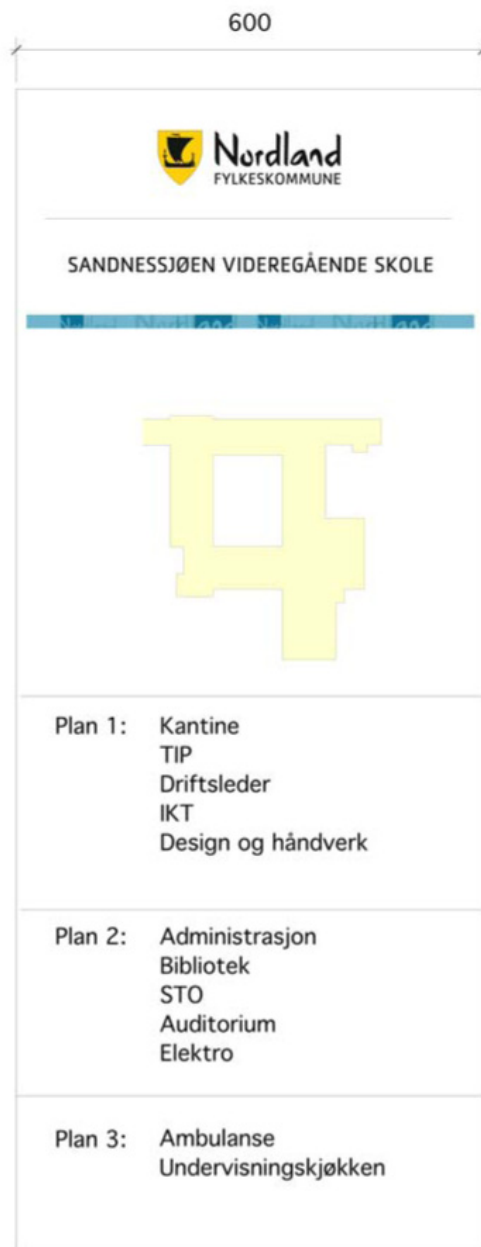 600
Nordland
FYLKESKOMMUNE
SANDNESSJØEN VIDEREGÅENDE SKOLE
Plan 1: Kantine
TIP
Driftsleder
IKT
Design og håndverk
Plan 2: Administrasjon
Bibliotek
STO
Auditorium
Elektro
Plan 3: Ambulanse
Undervisningskjøkken